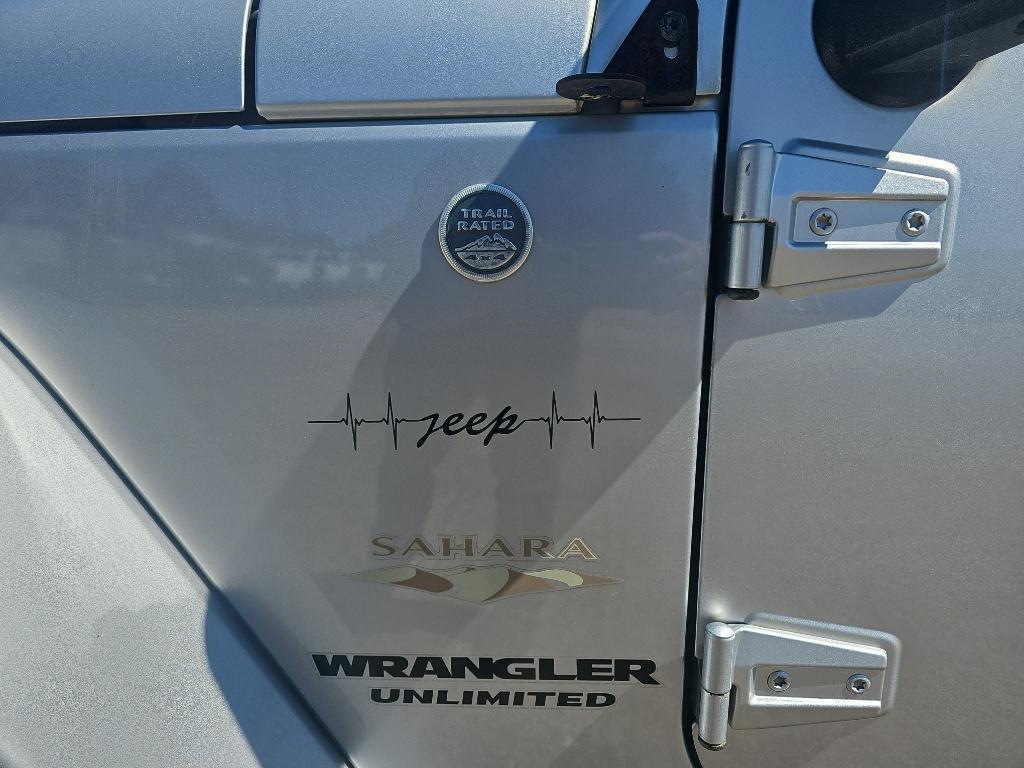 TRAIL
RATED
4x4
jeep
SAHARA
WRANGLER
UNLIMITED